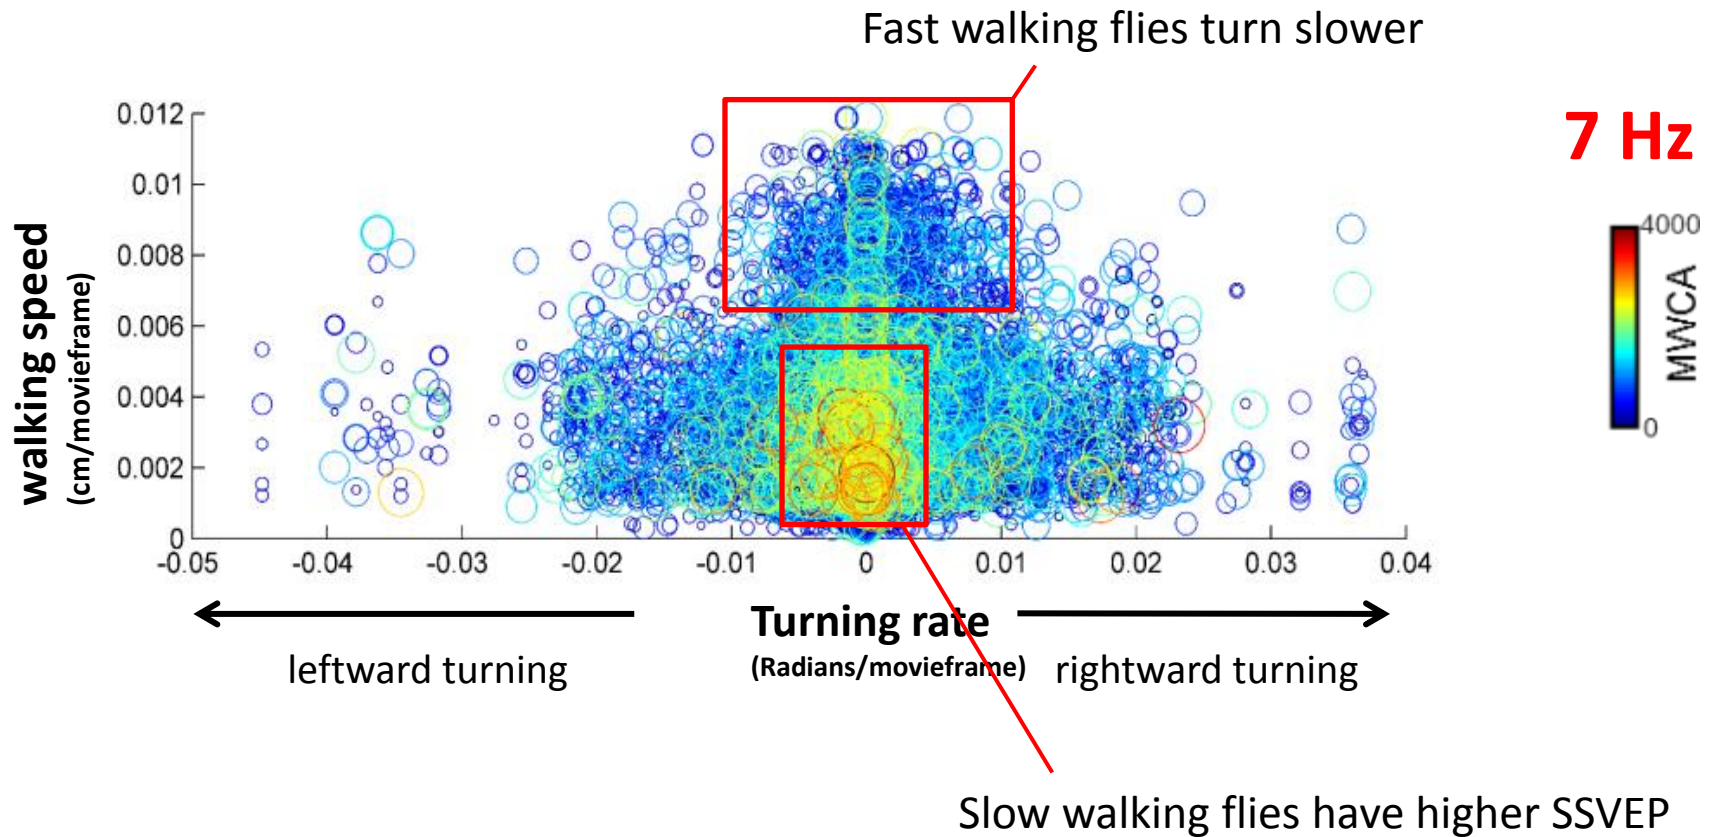 Fast walking flies turn slower
7 Hz
0.012
0.01
0.008
0.006
0.004
0.002
0
walking speed
(cm/movieframe)
4000
MWCA
0
-0.05 -0.04 -0.03 -0.02 -0.01 0 0.01 0.02 0.03 0.04
Turning rate
(Radians/movieframe)
leftward turning
rightward turning
Slow walking flies have higher SSVEP